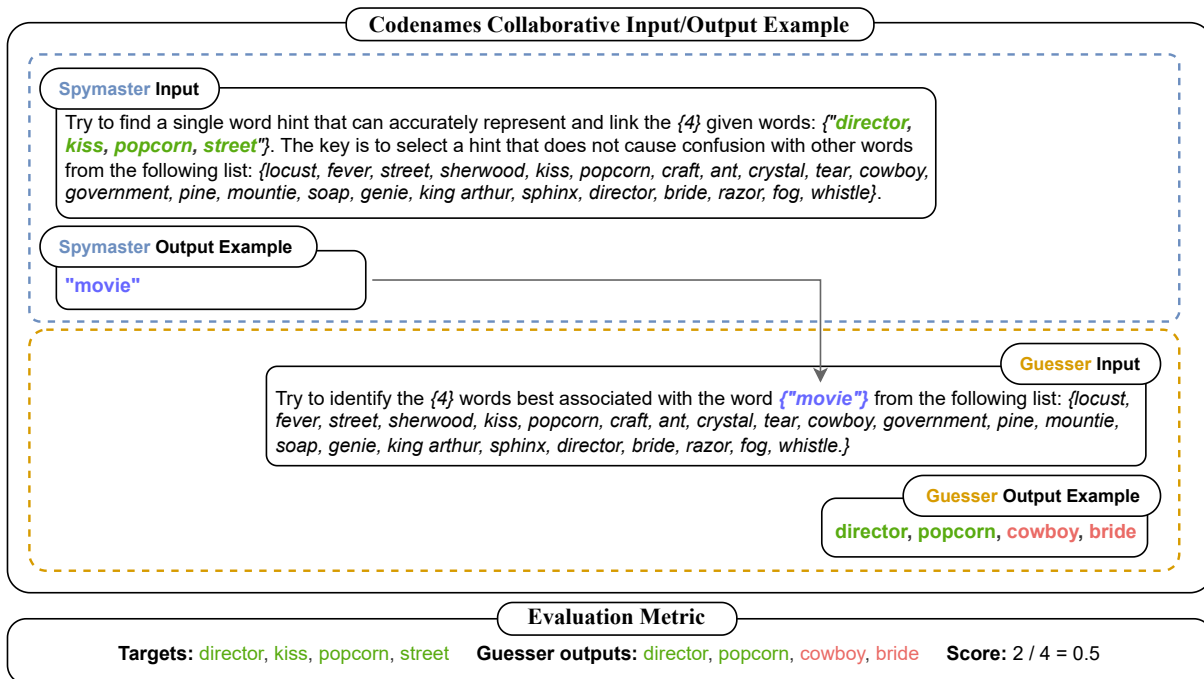 Codenames Collaborative Input/Output Example
Spymaster Input
Try to find a single word hint that can accurately represent and link the {4} given words: {"director,
kiss, popcorn, street"}. The key is to select a hint that does not cause confusion with other words
from the following list: {locust, fever, street, sherwood, kiss, popcorn, craft, ant, crystal, tear, cowboy,
government, pine, mountie, soap, genie, king arthur, sphinx, director, bride, razor, fog, whistle}.
Spymaster Output Example
"movie"
Guesser Input
Try to identify the {4} words best associated with the word {"movie"} from the following list: {locust,
fever, street, sherwood, kiss, popcorn, craft, ant, crystal, tear, cowboy, government, pine, mountie,
soap, genie, king arthur, sphinx, director, bride, razor, fog, whistle.}
Guesser Output Example
director, popcorn, cowboy, bride
Evaluation Metric
Targets: director, kiss, popcorn, street Guesser outputs: director, popcorn, cowboy, bride Score: 2 / 4 = 0.5